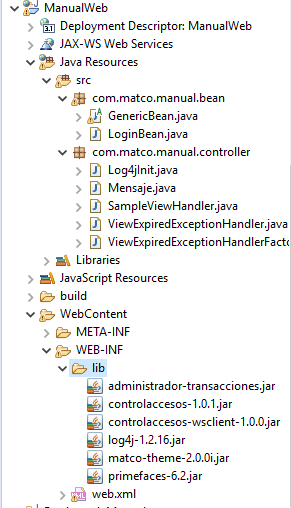 ManualWeb
Deployment Descriptor: ManualWeb
JAX-WS Web Services
Java Resources
src
com.matco.manual.bean
GenericBean.java
LoginBean.java
com.matco.manual.controller
Log4jInit.java
Mensaje.java
SampleViewHandler.java
ViewExpiredExceptionHandler.java
ViewExpiredExceptionHandlerFacto
Libraries
JavaScript Resources
build
WebContent
META-INF
WEB-INF
lib
administrador-transacciones.jar
controlaccesos-1.0.1.jar
controlaccesos-wsclient-1.0.0.jar
log4j-1.2.16.jar
matco-theme-2.0.0i.jar
primefaces-6.2.jar
web.xml